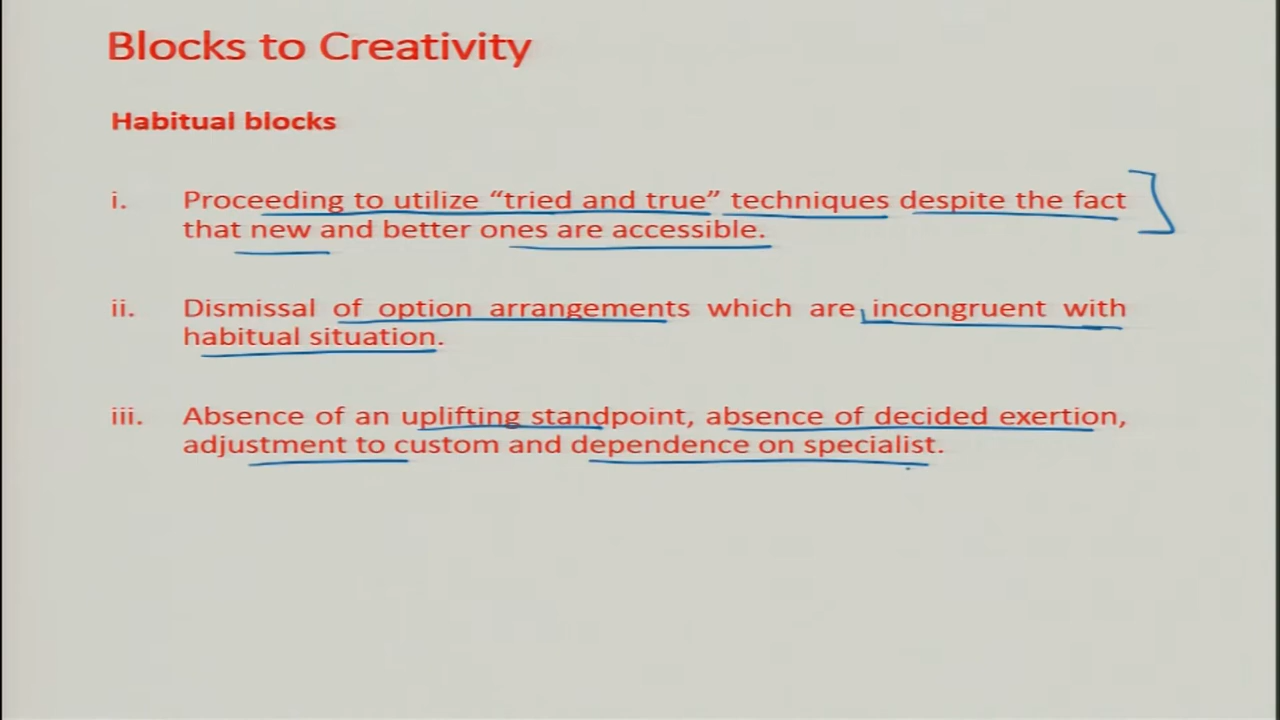 Blocks to Creativity
Habitual blocks
i. Proceeding to utilize “tried and true” techniques despite the fact
that new and better ones are accessible.
ii. Dismissal of option arrangements which are incongruent with
habitual situation.
iii. Absence of an uplifting standpoint, absence of decided exertion,
adjustment to custom and dependence on specialist.